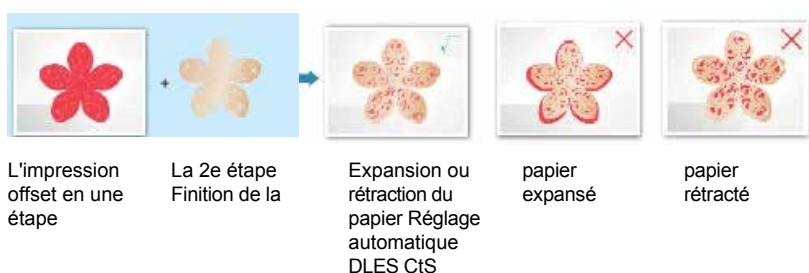 L'impression
offset en une
étape
La 2e étape
Finition de la
Expansion ou
rétraction du
papier Réglage
automatique
DLES CtS
papier
expansé
papier
rétracté